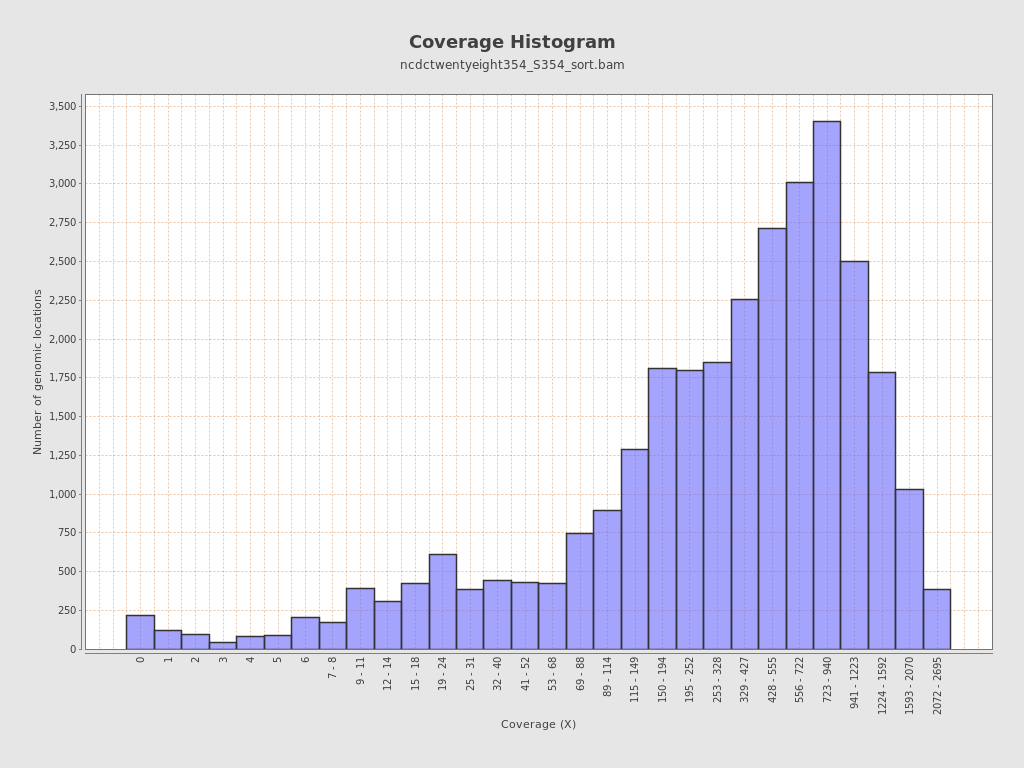 Coverage Histogram
ncdctwentyeight354_S354_sort.bam
Number of genomic locations
3,500
3,250
3,000
2,750
2,500
2,250
2,000
1,750
1,500
1,250
1,000
750
500
250
0
0
1
2
3
4
5
6
7 - 8
9 - 11
12 - 14
15 - 18
19 - 24
25 - 31
32 - 40
41 - 52
53 - 68
69 - 88
89 - 114
115 - 149
150 - 194
195 - 252
253 - 328
329 - 427
428 - 555
556 - 722
723 - 940
941 - 1223
1224 - 1592
1593 - 2070
2072 - 2695
Coverage (X)